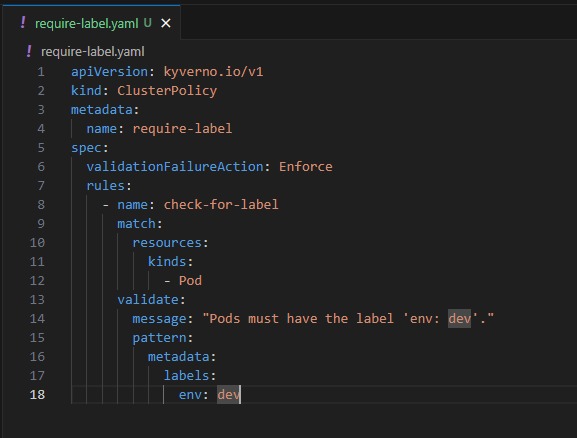 ! require-label.yaml U ×
! require-label.yaml
1 apiVersion: kyverno.io/v1
2 kind: ClusterPolicy
3 metadata:
4   name: require-label
5 spec:
6   validationFailureAction: Enforce
7   rules:
8     - name: check-for-label
9       match:
10         resources:
11           kinds:
12             - Pod
13       validate:
14         message: "Pods must have the label 'env: dev'."
15         pattern:
16           metadata:
17             labels:
18               env: dev